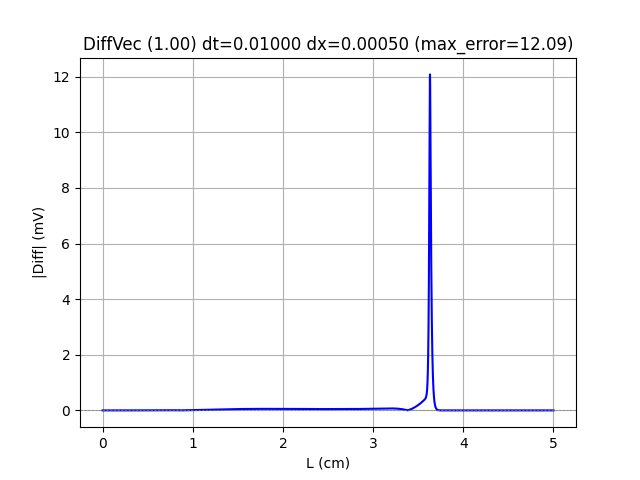 DiffVec (1.00) dt=0.01000 dx=0.00050 (max_error=12.09)
12
10
8
6
4
2
0
|Diff| (mV)
0 1 2 3 4 5
L (cm)